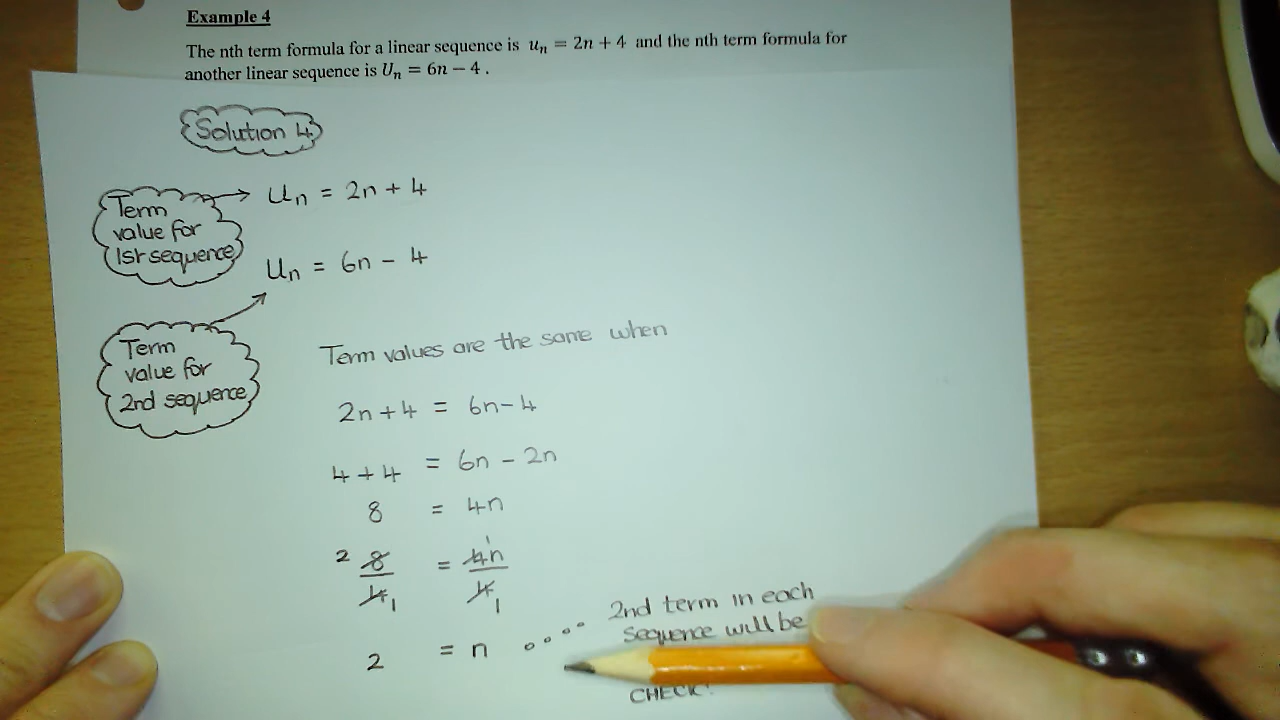 Example 4
The nth term formula for a linear sequence is uₙ = 2n + 4 and the nth term formula for
another linear sequence is Uₙ = 6n − 4 .
Solution 4
Term
value for
1st sequence
Uₙ = 2n + 4
Uₙ = 6n − 4
Term
value for
2nd sequence
Term values are the same when
2n + 4 = 6n − 4
4 + 4 = 6n − 2n
8 = 4n
2 8 = 4n 1
4 1 4 1
2 = n
2nd term in each
sequence will be
CHECK!